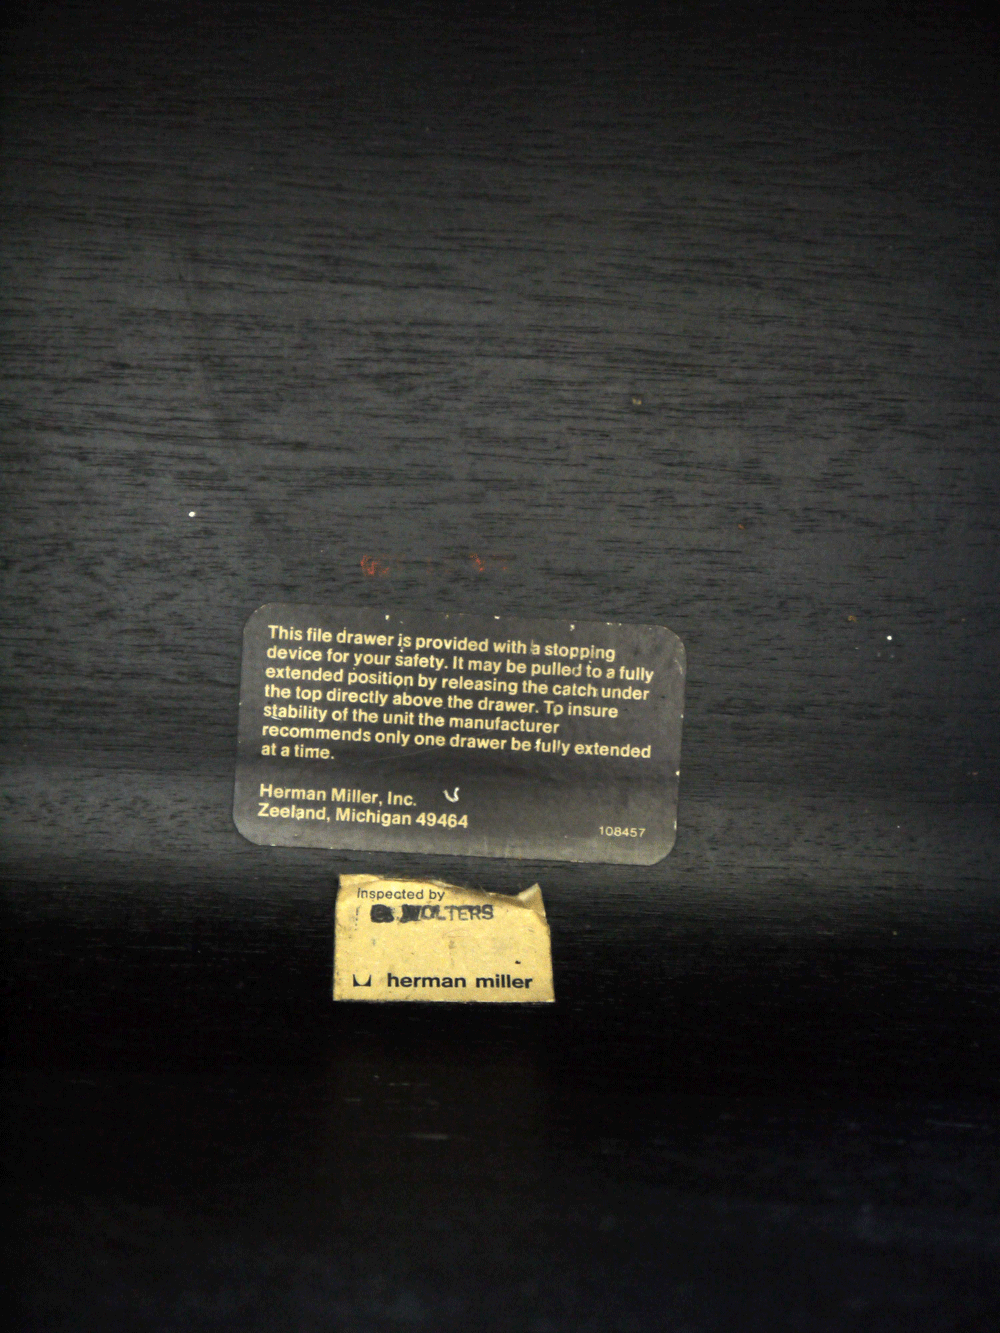 This file drawer is provided with a stopping
device for your safety. It may be pulled to a fully
extended position by releasing the catch under
the top directly above the drawer. To insure
stability of the unit the manufacturer
recommends only one drawer be fully extended
at a time.
Herman Miller, Inc.
Zeeland, Michigan 49464
108457
Inspected by
WOLTERS
herman miller